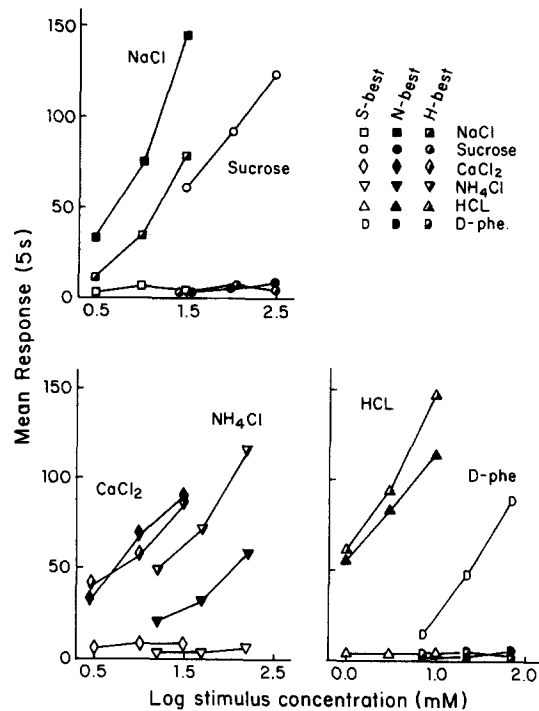 Mean Response (5s)
150
100
50
0
0.5 1.5 2.5
NaCl
Sucrose
S-best N-best H-best
NaCl
Sucrose
CaCl2
NH4Cl
HCL
D-phe.
150
100
50
0
0.5 1.5 2.5
CaCl2
NH4Cl
0.0 1.0 2.0
HCL
D-phe
Log stimulus concentration (mM)